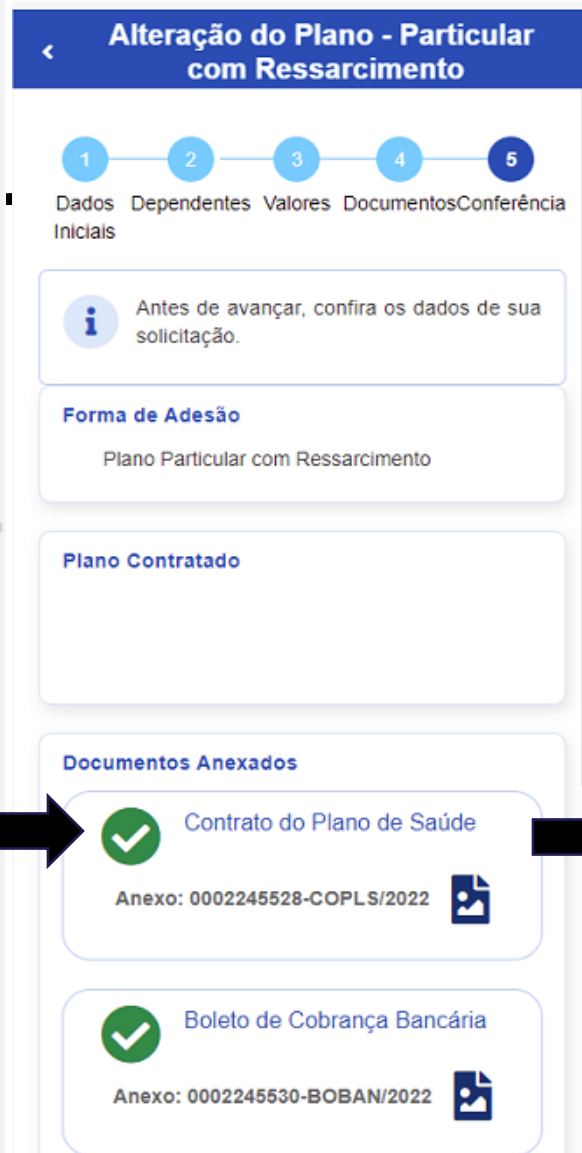 Alteração do Plano - Particular
com Ressarcimento
1
2
3
4
5
Dados Iniciais
Dependentes
Valores
Documentos
Conferência
Antes de avançar, confira os dados de sua
solicitação.
Forma de Adesão
Plano Particular com Ressarcimento
Plano Contratado
Documentos Anexados
Contrato do Plano de Saúde
Anexo: 0002245528-COPLS/2022
Boleto de Cobrança Bancária
Anexo: 0002245530-BOBAN/2022